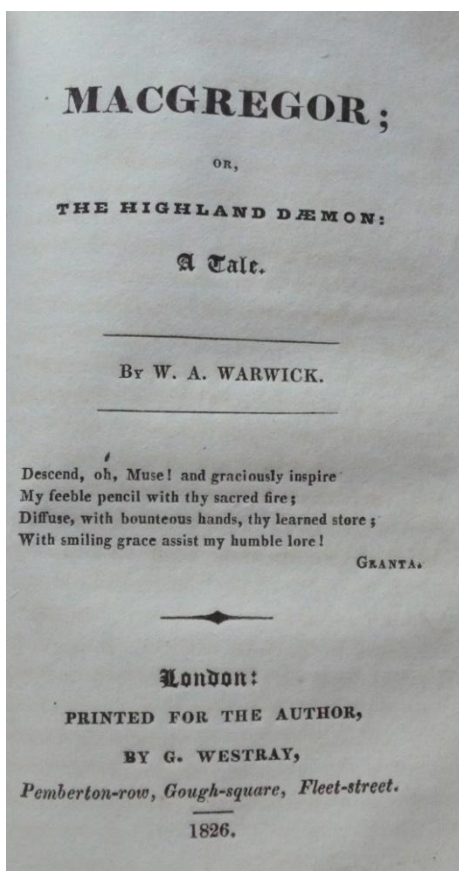 MACGREGOR;
OR,
THE HIGHLAND DÆMON:
A Tale.
By W. A. WARWICK.
Descend, oh, Muse! and graciously inspire
My feeble pencil with thy sacred fire;
Diffuse, with bounteous hands, thy learned store;
With smiling grace assist my humble lore!
GRANTA.
London:
PRINTED FOR THE AUTHOR,
BY G. WESTRAY,
Pemberton-row, Gough-square, Fleet-street.
1826.